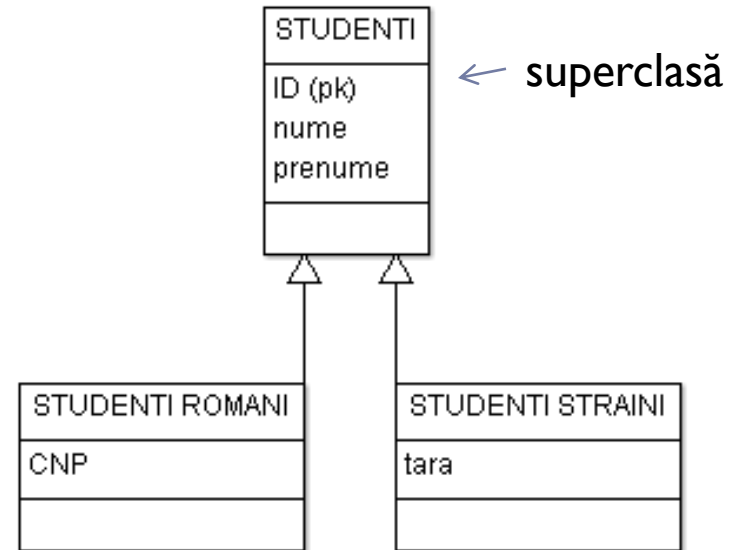 STUDENTI
superclasă
ID (pk)
nume
prenume
STUDENTI ROMANI
CNP
STUDENTI STRAINI
tara